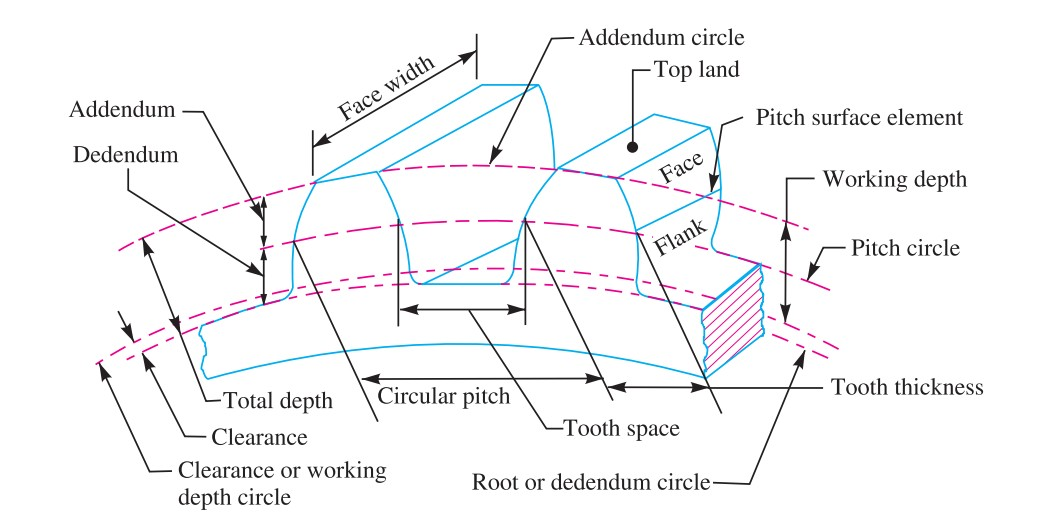 Addendum circle
Face width
Top land
Addendum
Pitch surface element
Dedendum
Face
Working depth
Flank
Pitch circle
Circular pitch
Tooth thickness
Total depth
Tooth space
Clearance
Clearance or working
depth circle
Root or dedendum circle